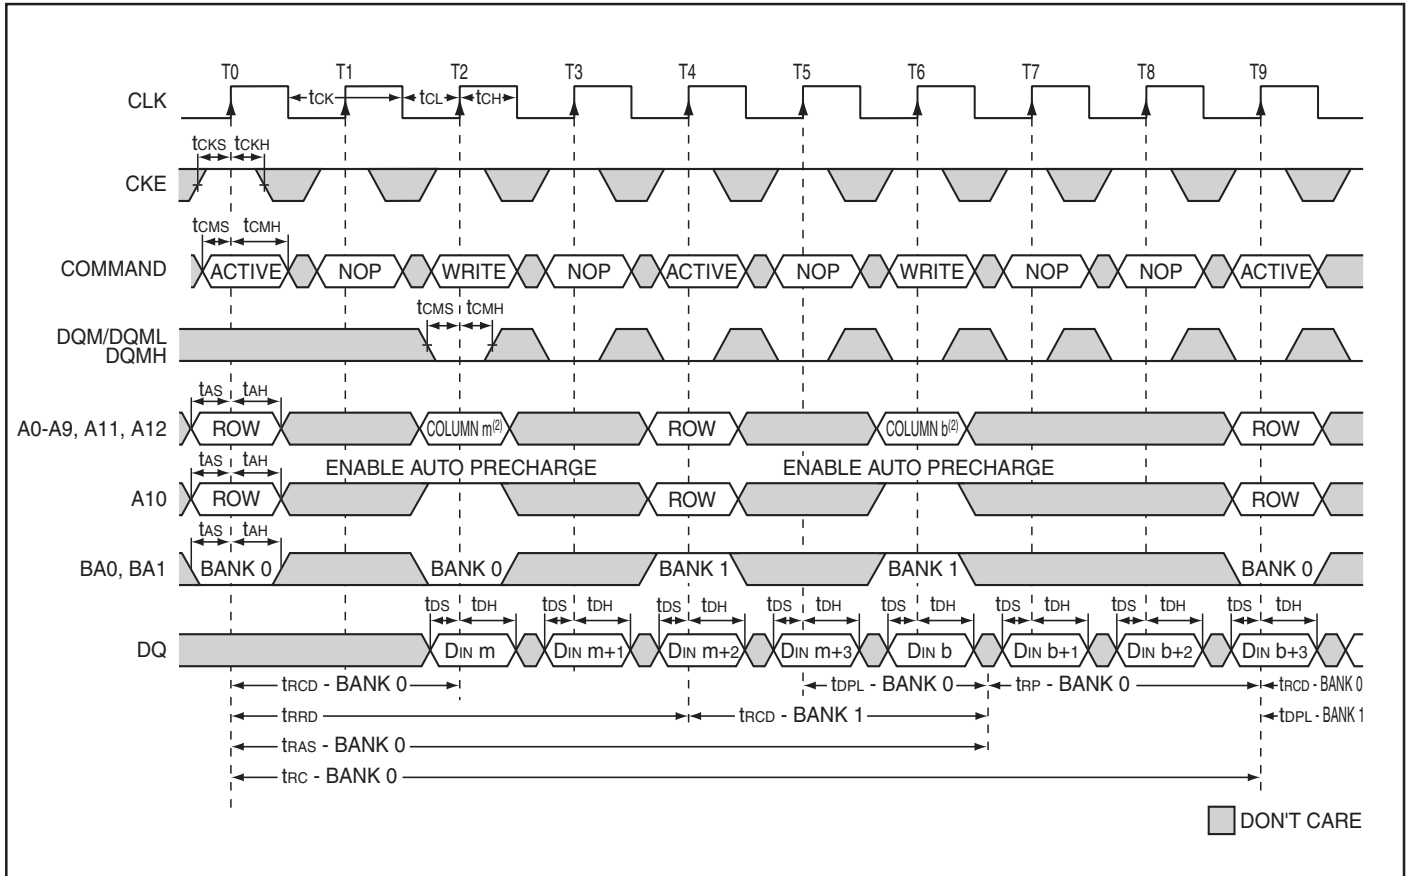 T0 T1 T2 T3 T4 T5 T6 T7 T8 T9
CLK tCK tCL tCH
tCKS tCKH
CKE
tCMS tCMH
COMMAND ACTIVE NOP WRITE NOP ACTIVE NOP WRITE NOP NOP ACTIVE
tCMS tCMH
DQM/DQML
DQMH
tAS tAH
A0-A9, A11, A12 ROW COLUMN m(2) ROW COLUMN b(2) ROW
tAS tAH ENABLE AUTO PRECHARGE ENABLE AUTO PRECHARGE
A10 ROW ROW ROW
tAS tAH
BA0, BA1 BANK 0 BANK 0 BANK 1 BANK 1 BANK 0
tDS tDH tDS tDH tDS tDH tDS tDH tDS tDH tDS tDH tDS tDH tDS tDH
DQ DIN m DIN m+1 DIN m+2 DIN m+3 DIN b DIN b+1 DIN b+2 DIN b+3
tRCD - BANK 0 tDPL - BANK 0 tRP - BANK 0 tRCD - BANK 0
tRRD tRCD - BANK 1 tDPL - BANK 1
tRAS - BANK 0
tRC - BANK 0
DON'T CARE